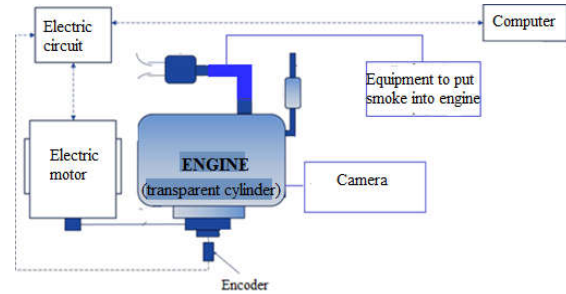 Electric
circuit
Computer
Equipment to put
smoke into engine
Electric
motor
ENGINE
(transparent cylinder)
Camera
Encoder